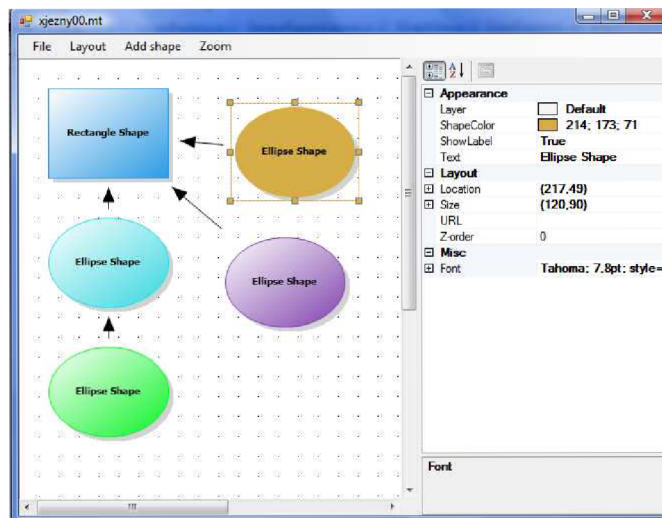 xjezny00.mt
File Layout Add shape Zoom
Rectangle Shape
Ellipse Shape
Ellipse Shape
Ellipse Shape
Ellipse Shape
Appearance
Layer Default
ShapeColor 214; 173; 71
ShowLabel True
Text Ellipse Shape
Layout
Location (217,49)
Size (120,90)
URL
Z-order 0
Misc
Font Tahoma; 7.8pt; style=
Font